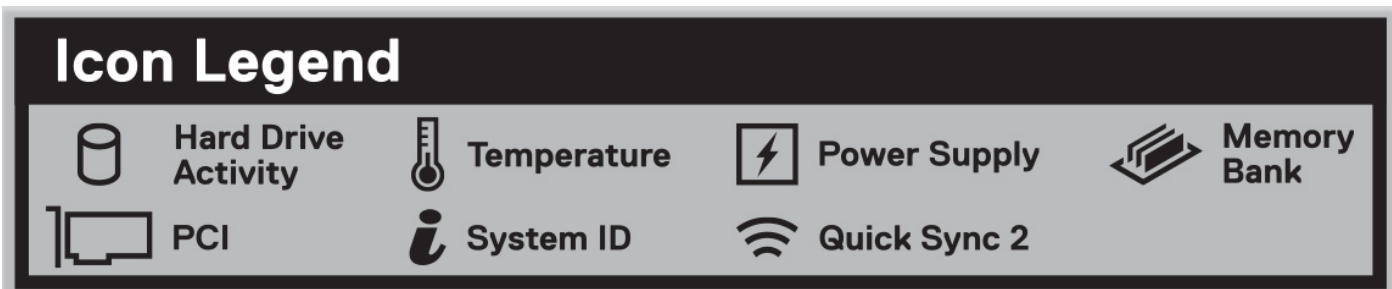 Icon Legend
Hard Drive
Activity
Temperature
Power Supply
Memory
Bank
PCI
System ID
Quick Sync 2